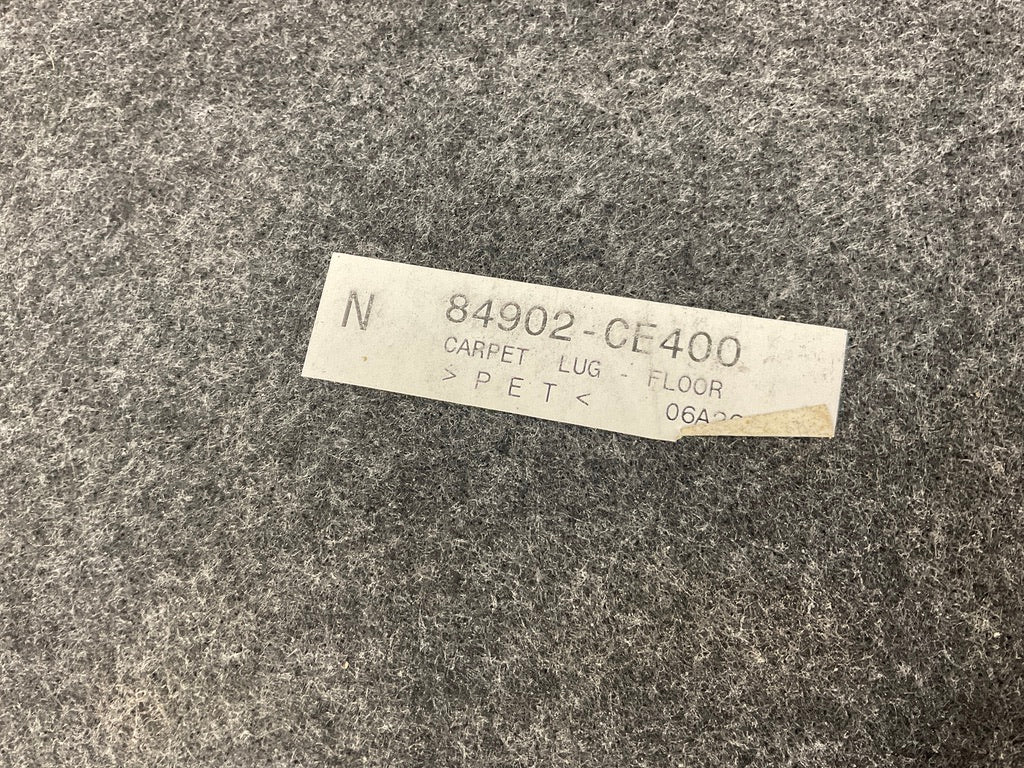 N 84902-CE400
CARPET LUG - FLOOR
>PET<